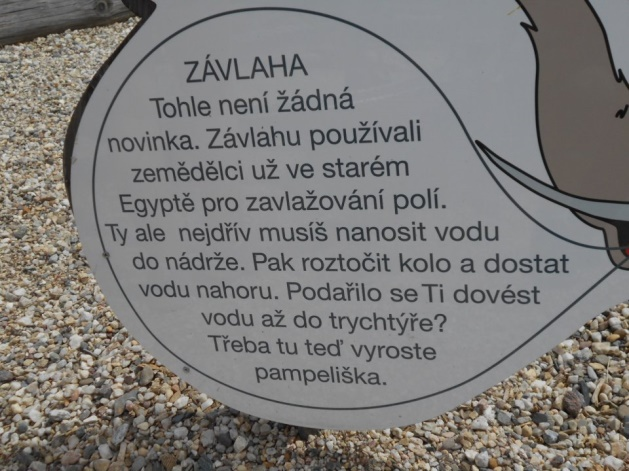 ZÁVLAHA
Tohle není žádná
novinka. Závlahu používali
zemědělci už ve starém
Egyptě pro zavlažování polí.
Ty ale nejdřív musíš nanosit vodu
do nádrže. Pak roztočit kolo a dostat
vodu nahoru. Podařilo se Ti dovést
vodu až do trychtýře?
Třeba tu teď vyroste
pampeliška.